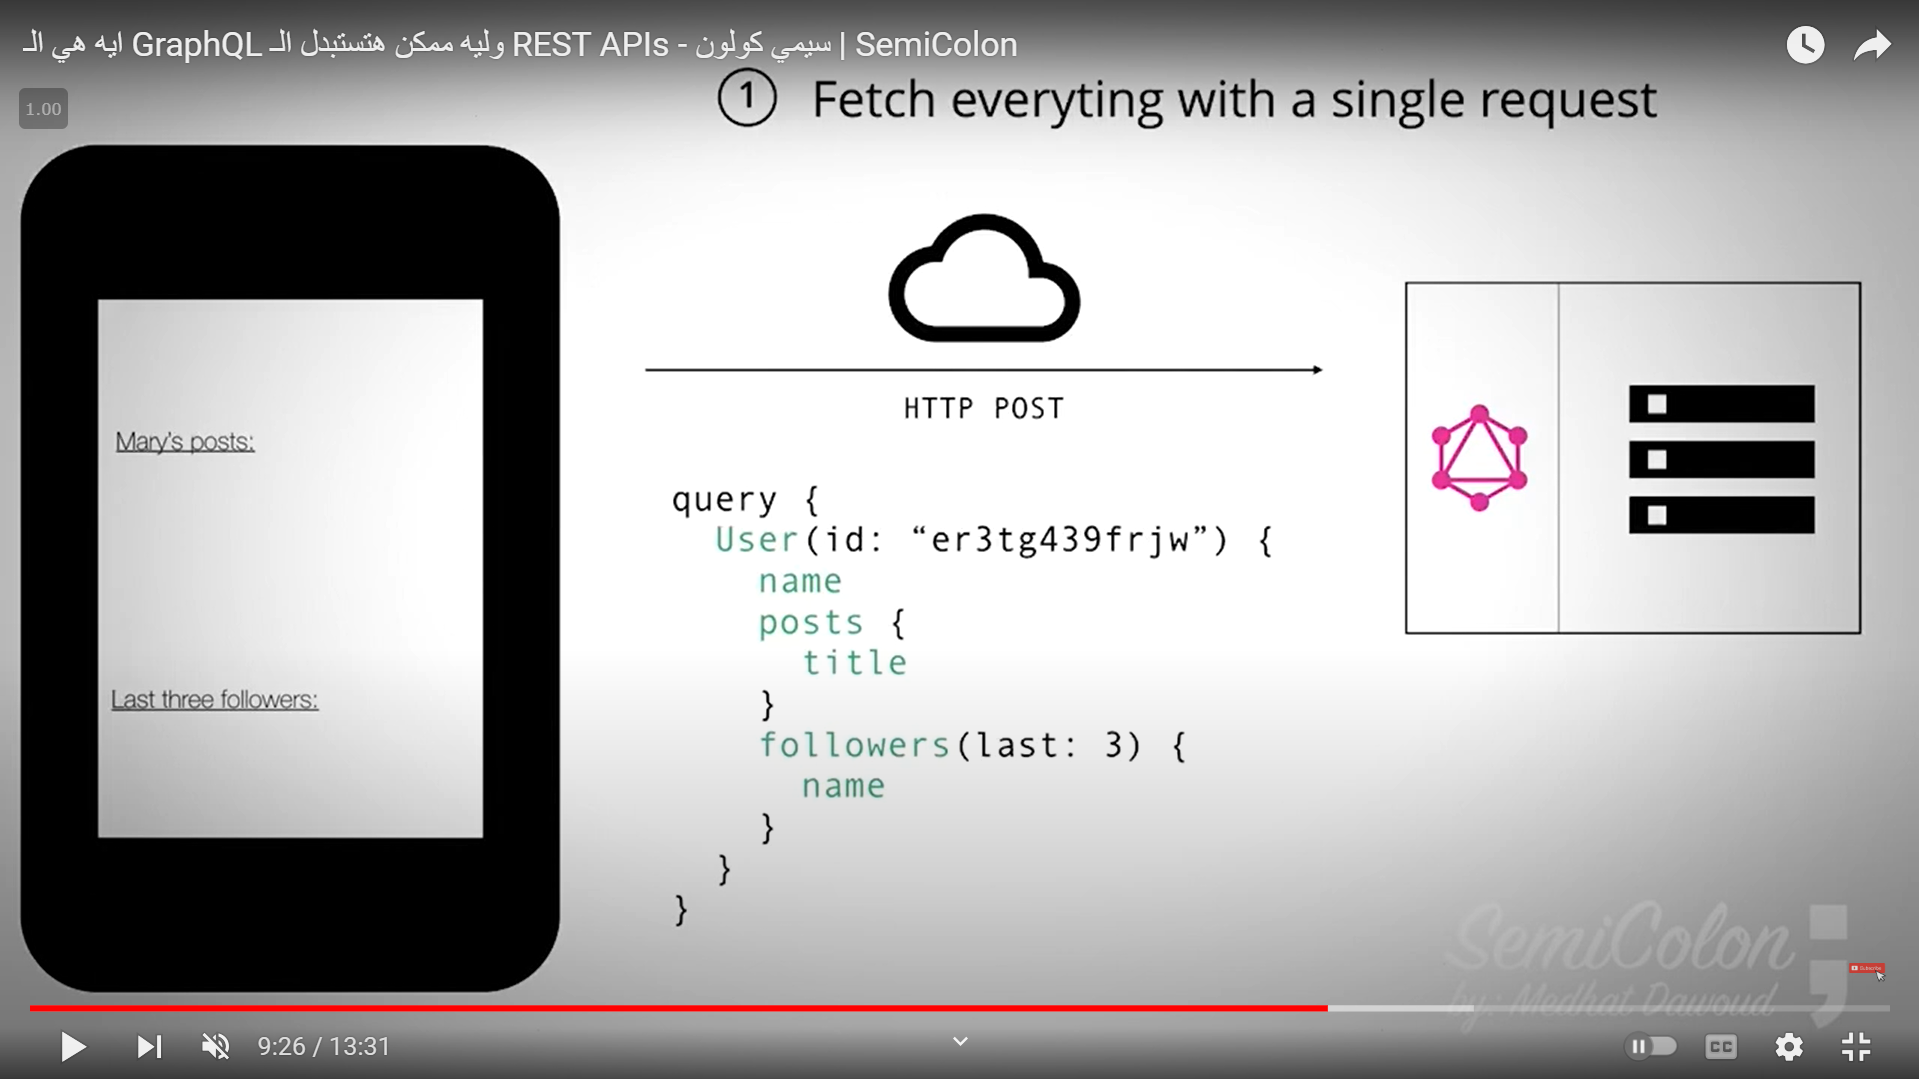 ايه هي الـ GraphQL وليه ممكن هتستبدل الـ REST APIs - سيمي كولون | SemiColon
1.00
1 Fetch everyting with a single request
HTTP POST
Mary's posts:
Last three followers:
query {
User(id: “er3tg439frjw”) {
name
posts {
title
}
followers(last: 3) {
name
}
}
}
SemiColon ;
by: Medhat Dawoud
Subscribe
9:26 / 13:31
CC